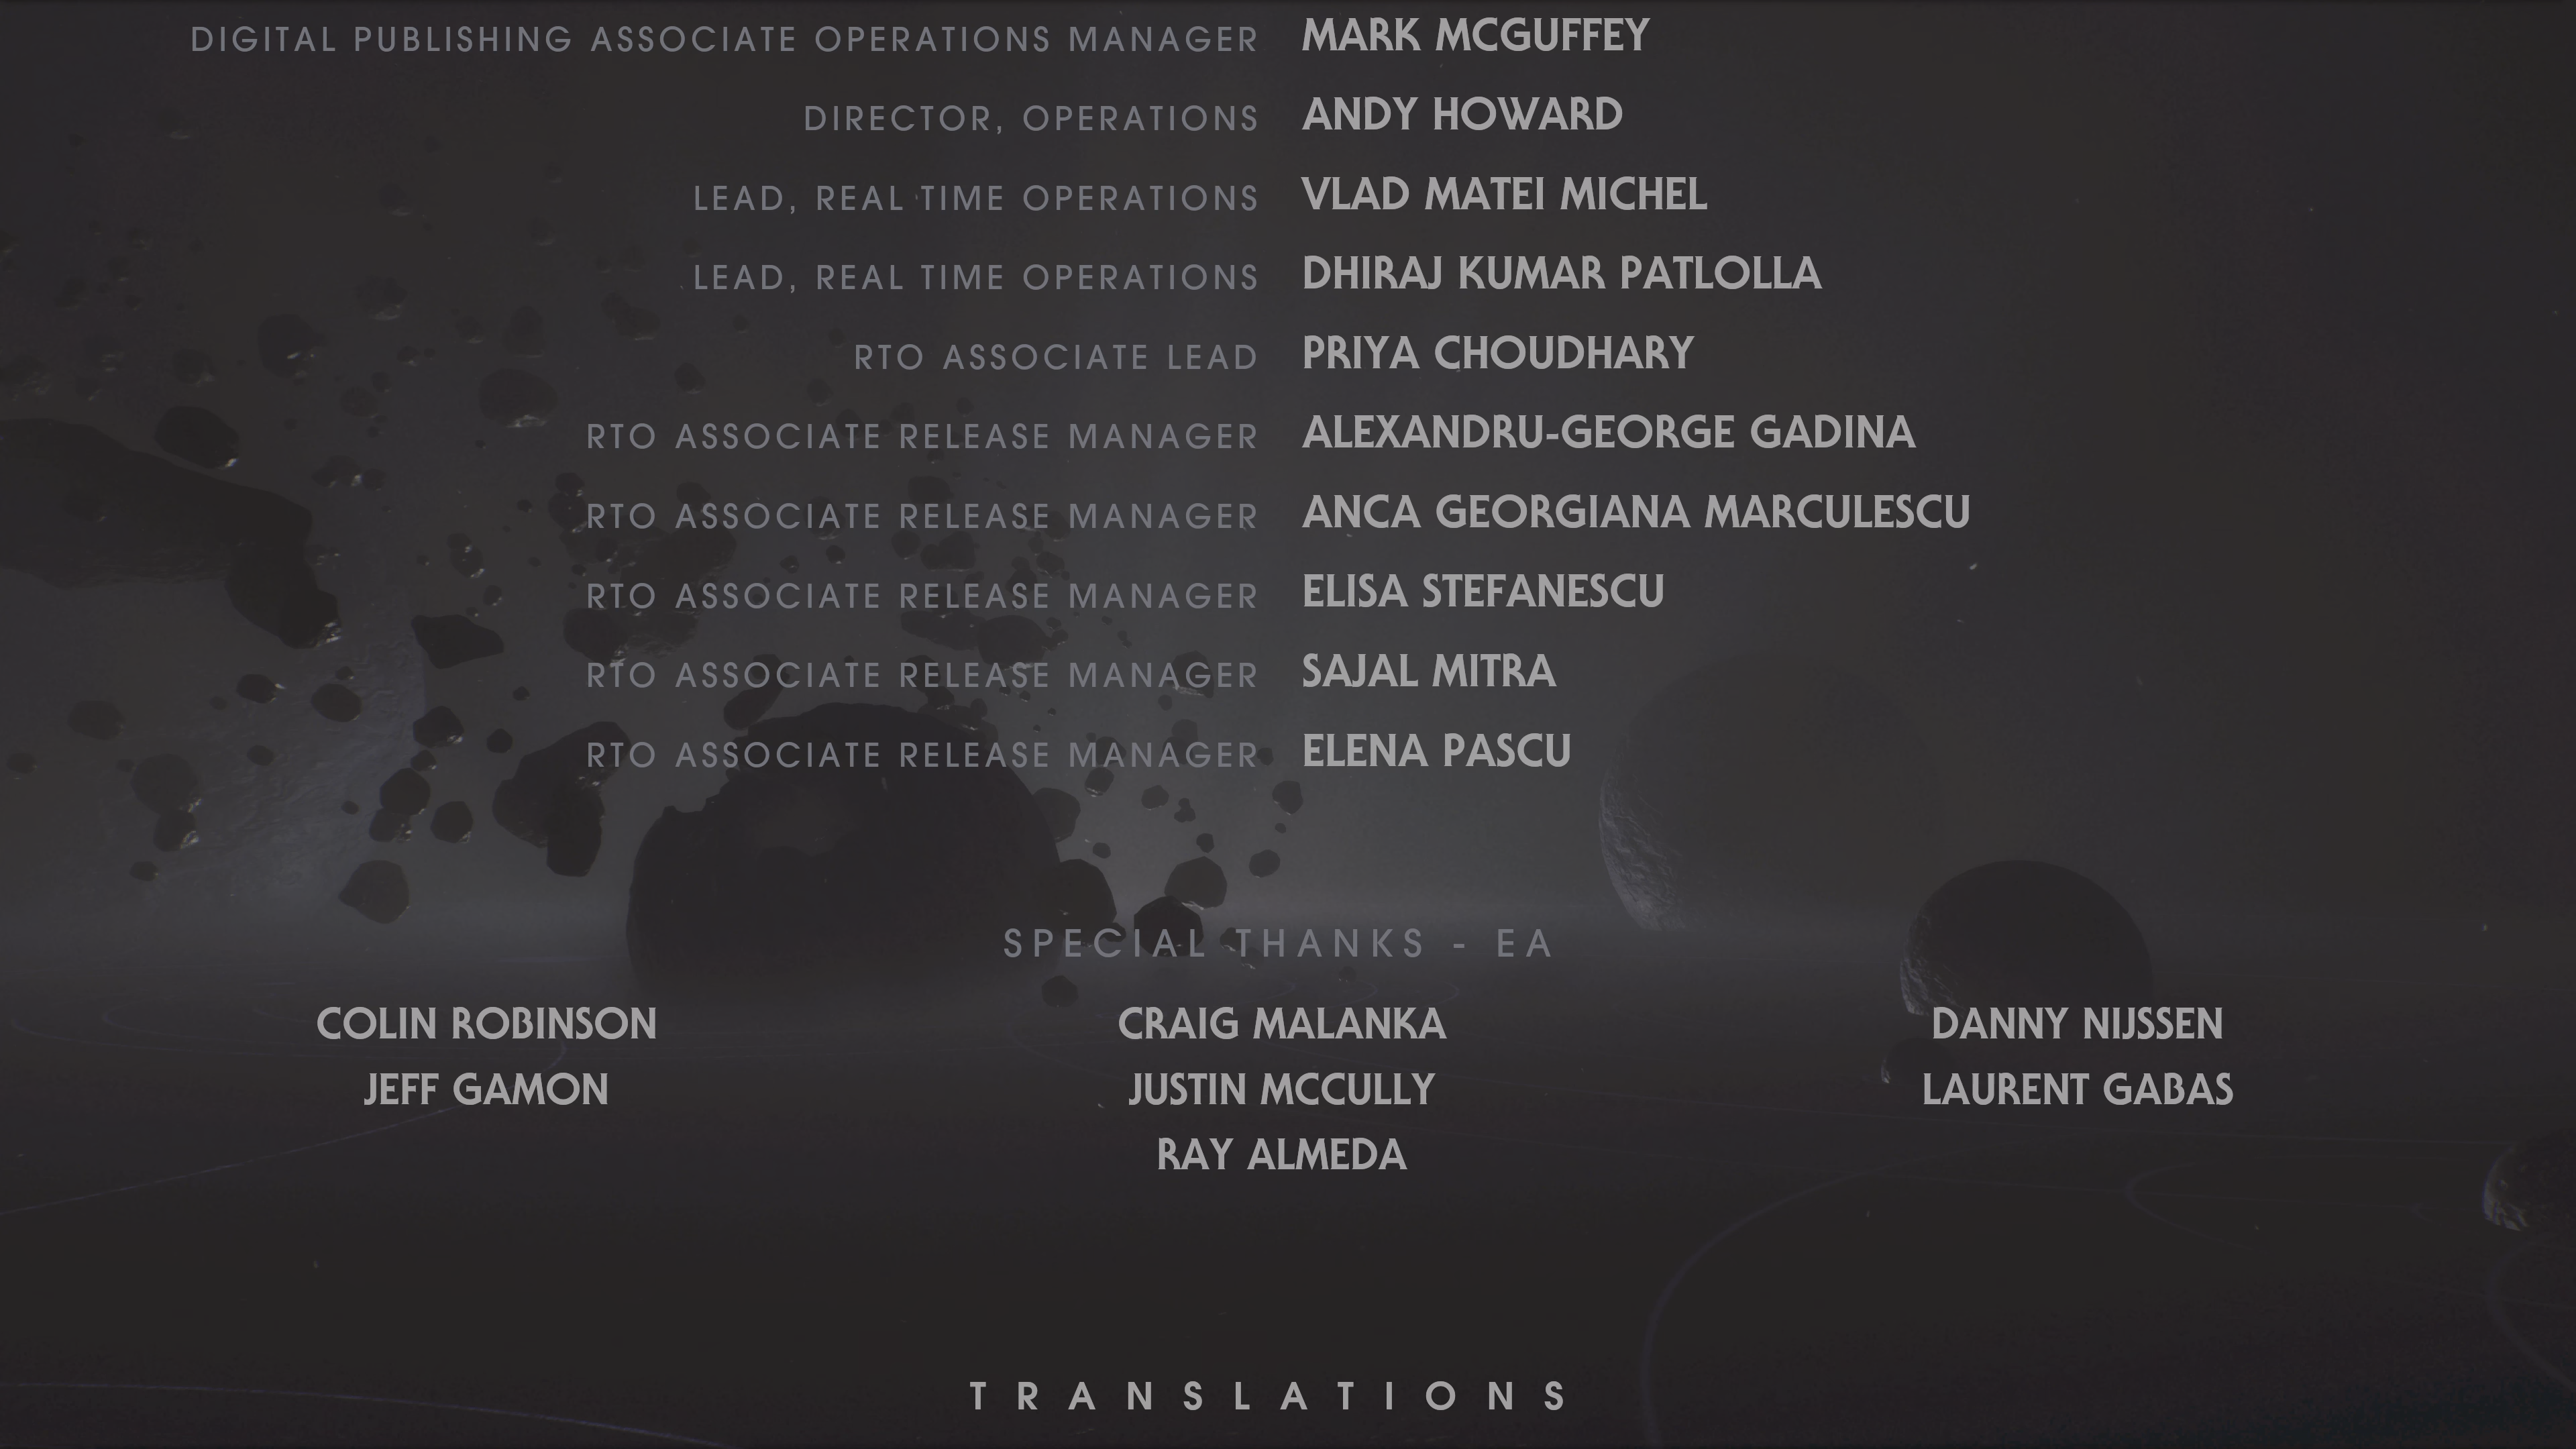 DIGITAL PUBLISHING ASSOCIATE OPERATIONS MANAGER MARK MCGUFFEY
DIRECTOR, OPERATIONS ANDY HOWARD
LEAD, REAL TIME OPERATIONS VLAD MATEI MICHEL
LEAD, REAL TIME OPERATIONS DHIRAJ KUMAR PATLOLLA
RTO ASSOCIATE LEAD PRIYA CHOUDHARY
RTO ASSOCIATE RELEASE MANAGER ALEXANDRU-GEORGE GADINA
RTO ASSOCIATE RELEASE MANAGER ANCA GEORGIANA MARCULESCU
RTO ASSOCIATE RELEASE MANAGER ELISA STEFANESCU
RTO ASSOCIATE RELEASE MANAGER SAJAL MITRA
RTO ASSOCIATE RELEASE MANAGER ELENA PASCU
SPECIAL THANKS - EA
COLIN ROBINSON CRAIG MALANKA DANNY NIJSSEN
JEFF GAMON JUSTIN MCCULLY LAURENT GABAS
RAY ALMEDA
TRANSLATIONS